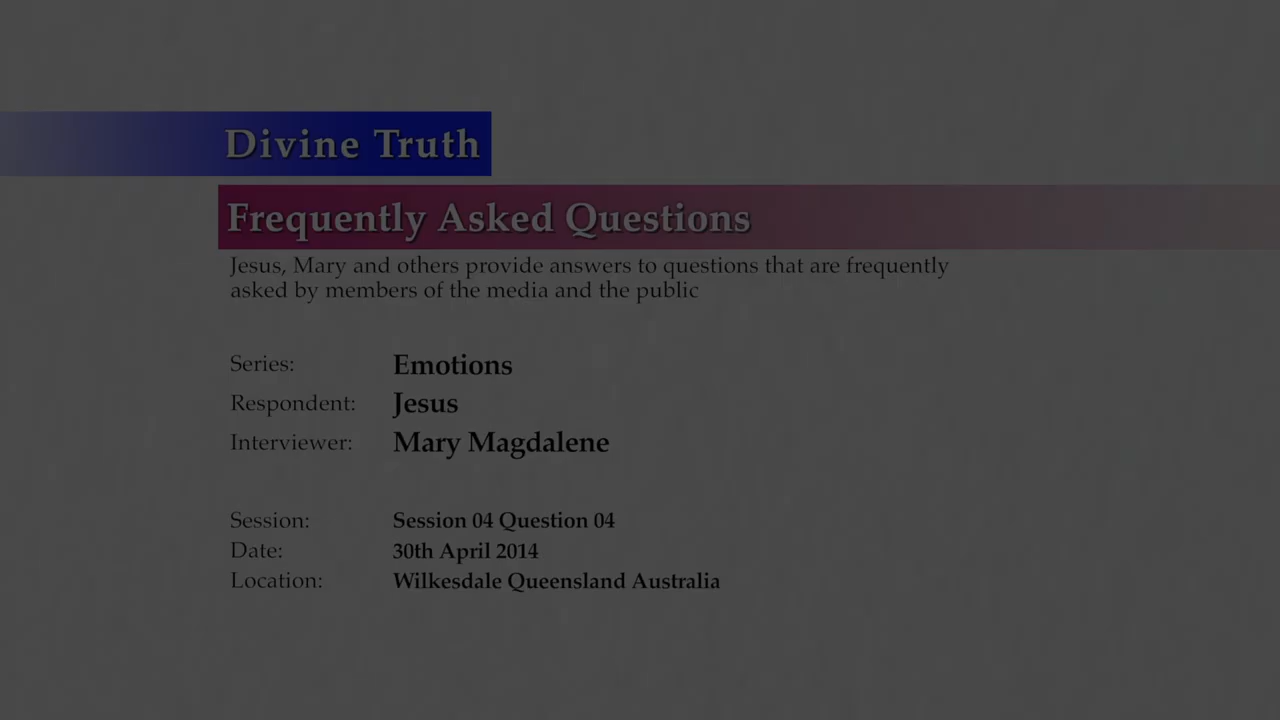 Divine Truth
Frequently Asked Questions
Jesus, Mary and others provide answers to questions that are frequently
asked by members of the media and the public
Series: Emotions
Respondent: Jesus
Interviewer: Mary Magdalene
Session: Session 04 Question 04
Date: 30th April 2014
Location: Wilkesdale Queensland Australia